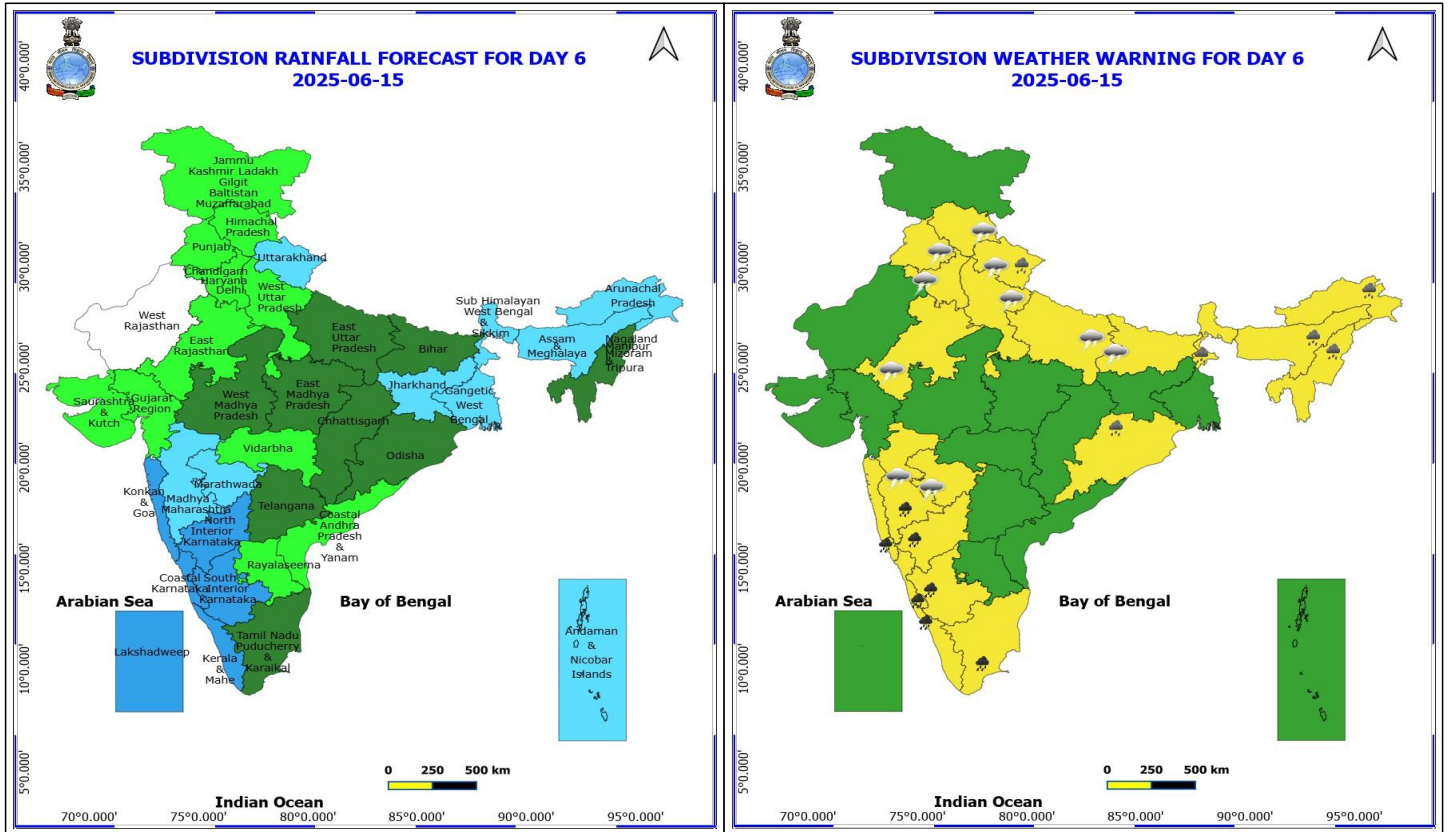 SUBDIVISION RAINFALL FORECAST FOR DAY 6
2025-06-15
40°0.000'
35°0.000'
30°0.000'
25°0.000'
20°0.000'
15°0.000'
10°0.000'
5°0.000'
Jammu
Kashmir Ladakh
Gilgit
Baltistan
Muzaffarabad
Himachal
Pradesh
Punjab
Uttarakhand
Chandigarh
Haryana
Delhi
West
Uttar
Pradesh
West
Rajasthan
East
Rajasthan
East
Uttar
Pradesh
Bihar
Sub Himalayan
West Bengal
&
Sikkim
Arunachal
Pradesh
Assam
&
Meghalaya
Nagaland
Manipur
Mizoram
&
Tripura
Jharkhand
Gangetic
West
Bengal
Saurashtra
&
Kutch
Gujarat
Region
West
Madhya
Pradesh
East
Madhya
Pradesh
Chhattisgarh
Vidarbha
Odisha
Konkan
&
Goa
Madhya
Maharashtra
Marathwada
Telangana
North
Interior
Karnataka
Coastal
Andhra
Pradesh
&
Yanam
Rayalaseema
Coastal
Karnataka
South
Interior
Karnataka
Arabian Sea
Bay of Bengal
Lakshadweep
Kerala
&
Mahe
Tamil Nadu
Puducherry
&
Karaikal
Andaman
&
Nicobar
Islands
0 250 500 km
Indian Ocean
70°0.000' 75°0.000' 80°0.000' 85°0.000' 90°0.000' 95°0.000'
SUBDIVISION WEATHER WARNING FOR DAY 6
2025-06-15
40°0.000'
35°0.000'
30°0.000'
25°0.000'
20°0.000'
15°0.000'
10°0.000'
5°0.000'
Arabian Sea
Bay of Bengal
0 250 500 km
Indian Ocean
70°0.000' 75°0.000' 80°0.000' 85°0.000' 90°0.000' 95°0.000'